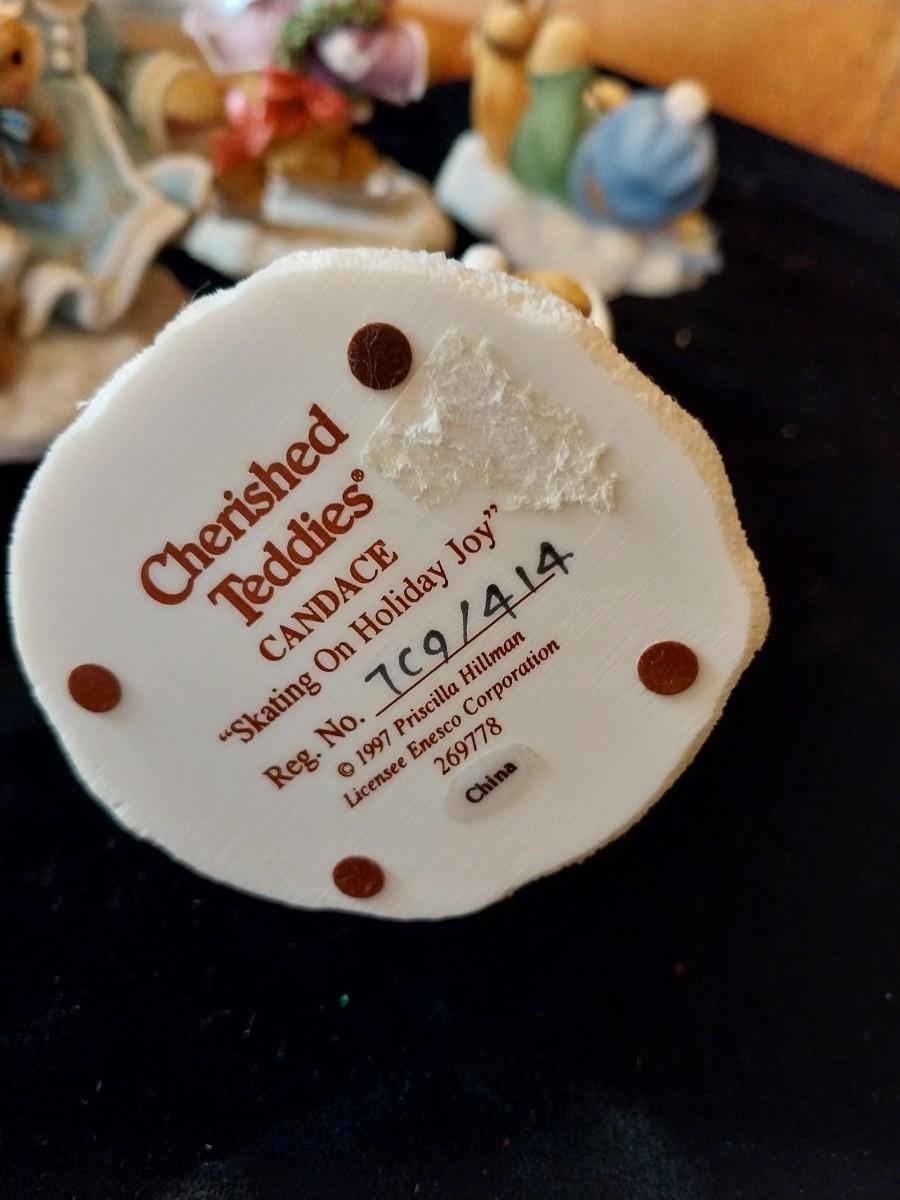 Cherished
Teddies®
CANDACE
“Skating On Holiday Joy”
Reg. No. 7C9/414
© 1997 Priscilla Hillman
Licensee Enesco Corporation
269778
China